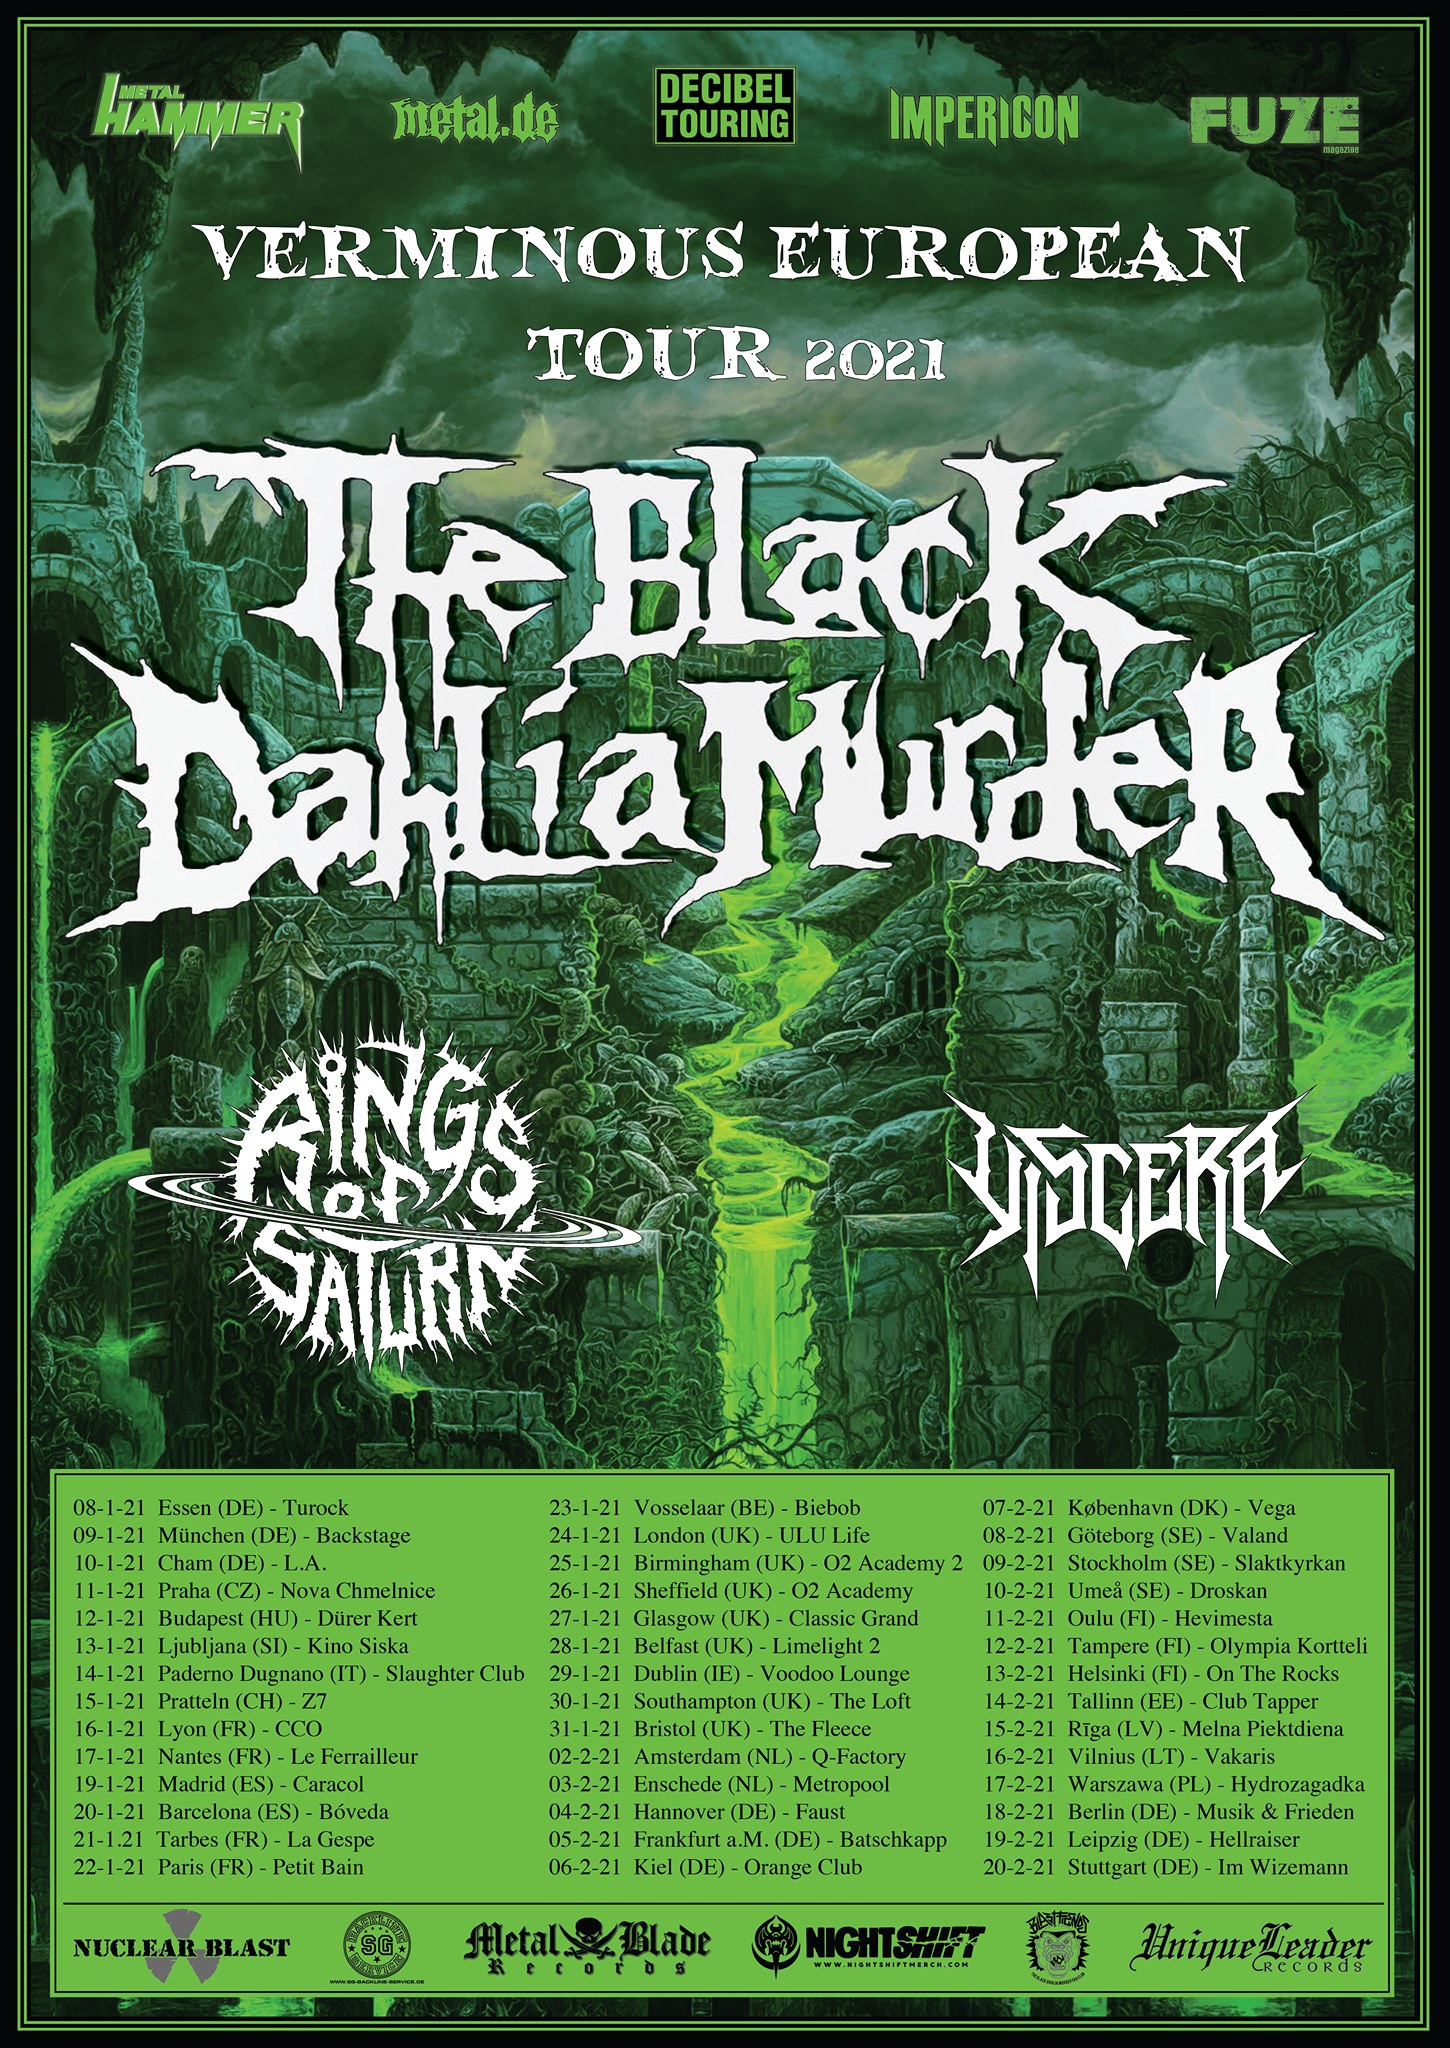 METAL HAMMER
metal.de
DECIBEL TOURING
IMPERICON
FUZE magazine
VERMINOUS EUROPEAN
TOUR 2021
The Black
Dahlia Murder
RINGS
OF
SATURN
VISCERA
08-1-21 Essen (DE) - Turock
09-1-21 München (DE) - Backstage
10-1-21 Cham (DE) - L.A.
11-1-21 Praha (CZ) - Nova Chmelnice
12-1-21 Budapest (HU) - Dürer Kert
13-1-21 Ljubljana (SI) - Kino Siska
14-1-21 Paderno Dugnano (IT) - Slaughter Club
15-1-21 Pratteln (CH) - Z7
16-1-21 Lyon (FR) - CCO
17-1-21 Nantes (FR) - Le Ferrailleur
19-1-21 Madrid (ES) - Caracol
20-1-21 Barcelona (ES) - Bóveda
21-1.21 Tarbes (FR) - La Gespe
22-1-21 Paris (FR) - Petit Bain
23-1-21 Vosselaar (BE) - Biebob
24-1-21 London (UK) - ULU Life
25-1-21 Birmingham (UK) - O2 Academy 2
26-1-21 Sheffield (UK) - O2 Academy
27-1-21 Glasgow (UK) - Classic Grand
28-1-21 Belfast (UK) - Limelight 2
29-1-21 Dublin (IE) - Voodoo Lounge
30-1-21 Southampton (UK) - The Loft
31-1-21 Bristol (UK) - The Fleece
02-2-21 Amsterdam (NL) - Q-Factory
03-2-21 Enschede (NL) - Metropool
04-2-21 Hannover (DE) - Faust
05-2-21 Frankfurt a.M. (DE) - Batschkapp
06-2-21 Kiel (DE) - Orange Club
07-2-21 København (DK) - Vega
08-2-21 Göteborg (SE) - Valand
09-2-21 Stockholm (SE) - Slaktkyrkan
10-2-21 Umeå (SE) - Droskan
11-2-21 Oulu (FI) - Hevimesta
12-2-21 Tampere (FI) - Olympia Kortteli
13-2-21 Helsinki (FI) - On The Rocks
14-2-21 Tallinn (EE) - Club Tapper
15-2-21 Rīga (LV) - Melna Piektdiena
16-2-21 Vilnius (LT) - Vakaris
17-2-21 Warszawa (PL) - Hydrozagadka
18-2-21 Berlin (DE) - Musik & Frieden
19-2-21 Leipzig (DE) - Hellraiser
20-2-21 Stuttgart (DE) - Im Wizemann
NUCLEAR BLAST
BACKLINE SG SERVICE
WWW.SG-BACKLINE-SERVICE.DE
Metal Blade
Records
NIGHTSHIFT
WWW.NIGHTSHIFTMERCH.COM
BLAST FIENDS
THE BLACK DAHLIA MURDER FAN CLUB
Unique Leader
RECORDS